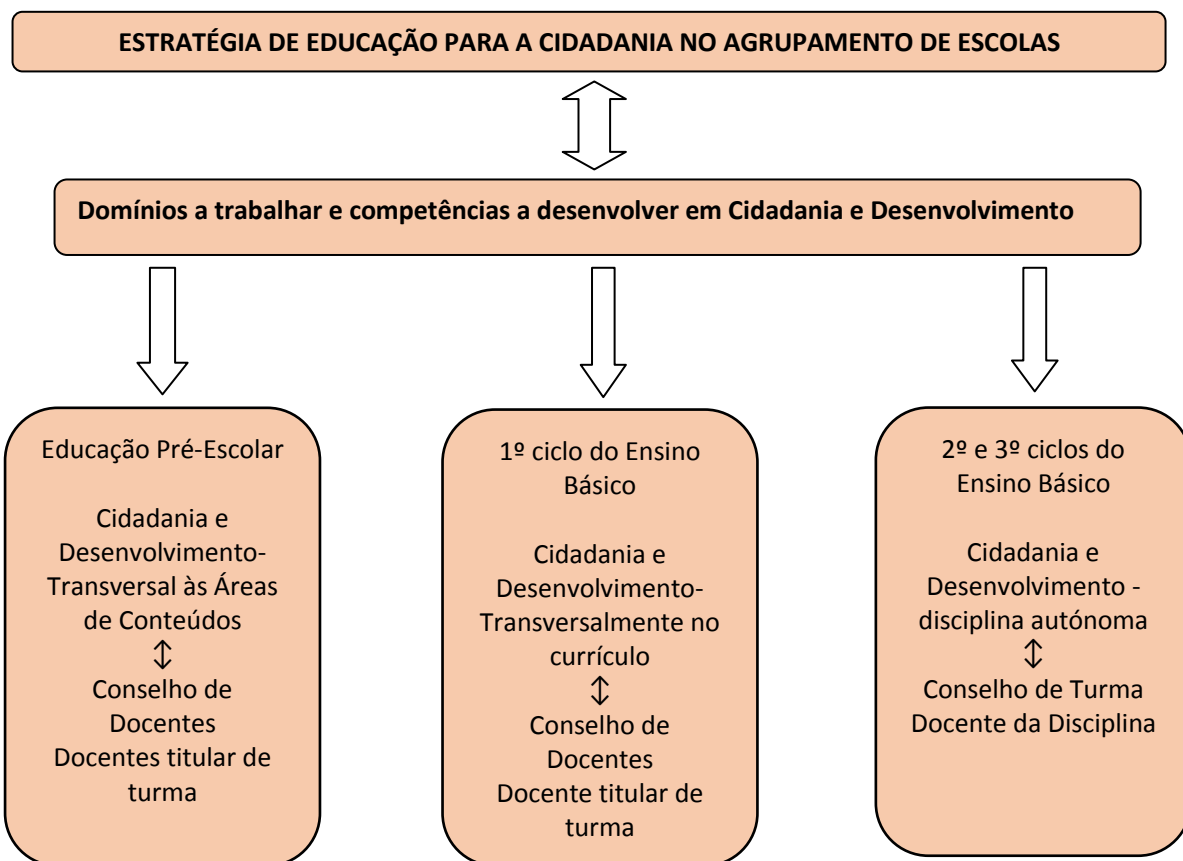 ESTRATÉGIA DE EDUCAÇÃO PARA A CIDADANIA NO AGRUPAMENTO DE ESCOLAS
Domínios a trabalhar e competências a desenvolver em Cidadania e Desenvolvimento
Educação Pré-Escolar
Cidadania e
Desenvolvimento-
Transversal às Áreas
de Conteúdos
↕
Conselho de
Docentes
Docentes titular de
turma
1º ciclo do Ensino
Básico
Cidadania e
Desenvolvimento-
Transversalmente no
currículo
↕
Conselho de
Docentes
Docente titular de
turma
2º e 3º ciclos do
Ensino Básico
Cidadania e
Desenvolvimento -
disciplina autónoma
↕
Conselho de Turma
Docente da Disciplina